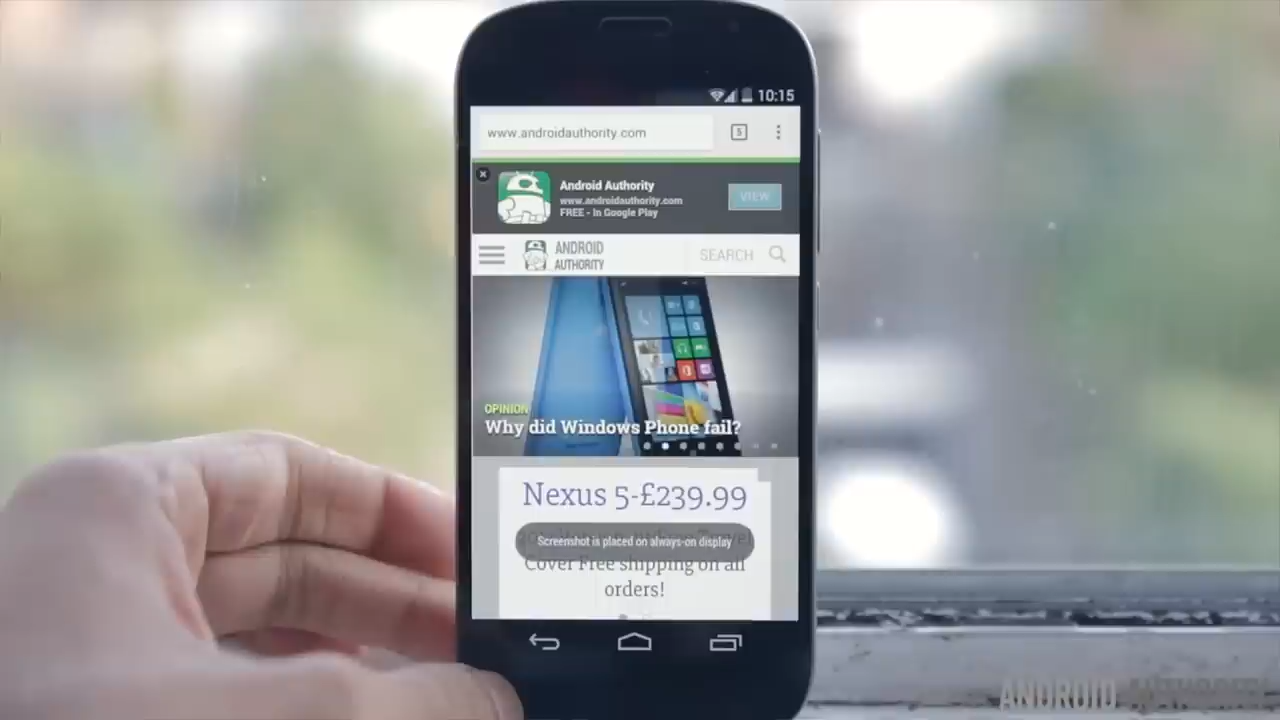 10:15
www.androidauthority.com
5
Android Authority
www.androidauthority.com
VIEW
FREE - In Google Play
ANDROID
AUTHORITY
SEARCH
OPINION
Why did Windows Phone fail?
Nexus 5-£239.99
Screenshot is placed on always-on display
Cover Free shipping on all
orders!
ANDROID AUTHORITY